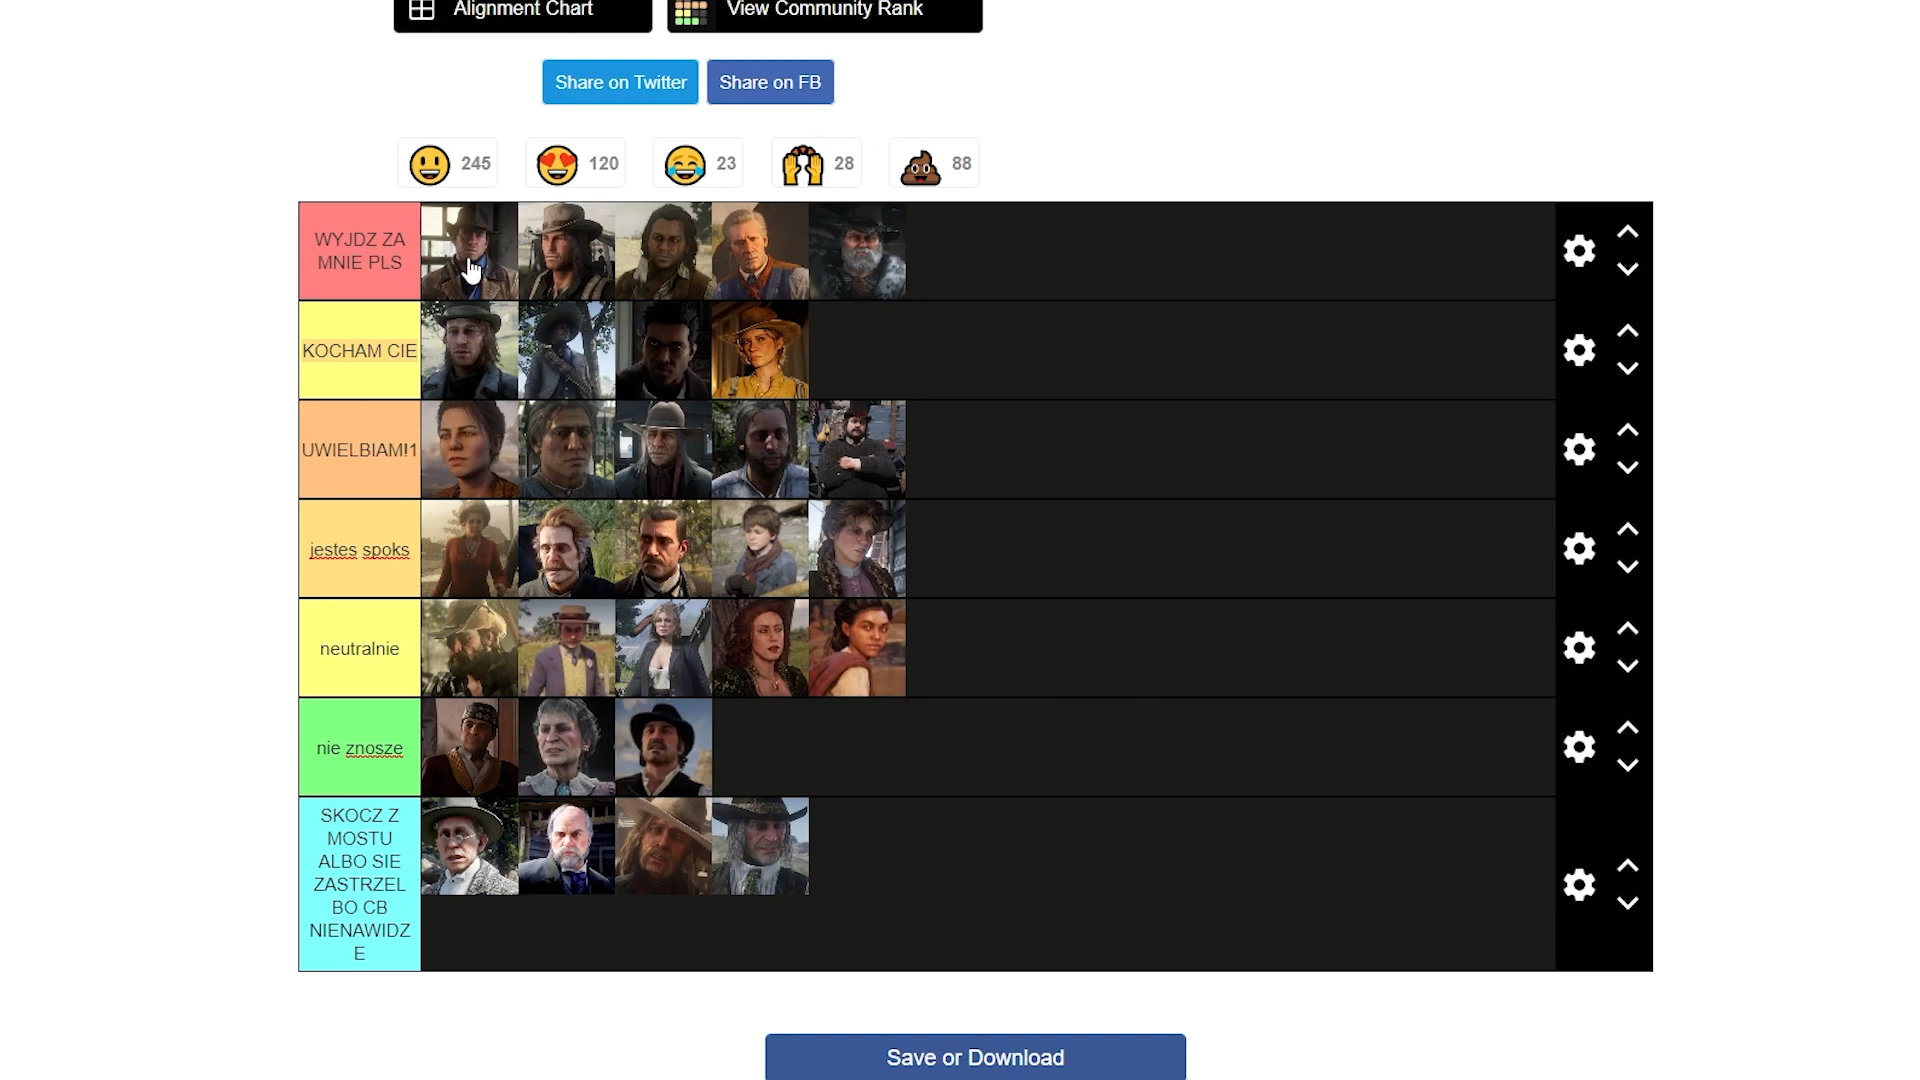 Alignment Chart
View Community Rank
Share on Twitter
Share on FB
245
120
23
28
88
WYJDZ ZA
MNIE PLS
KOCHAM CIE
UWIELBIAM!1
jestes spoks
neutralnie
nie znosze
SKOCZ Z
MOSTU
ALBO SIE
ZASTRZEL
BO CB
NIENAWIDZ
E
Save or Download